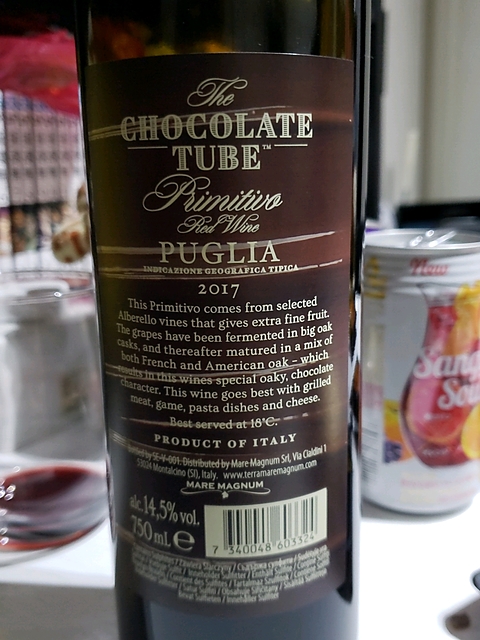 The
CHOCOLATE
TUBE™
Primitivo
Red Wine
PUGLIA
INDICAZIONE GEOGRAFICA TIPICA
2017
This Primitivo comes from selected
Alberello vines that gives extra fine fruit.
The grapes have been fermented in big oak
casks, and thereafter matured in a mix of
both French and American oak – which
results in this wines special oaky, chocolate
character. This wine goes best with grilled
meat, game, pasta dishes and cheese.
Best served at 18°C.
PRODUCT OF ITALY
Bottled by SE-V-001. Distributed by Mare Magnum Srl, Via Cialdini 1
53024 Montalcino (SI), Italy. www.terramaremagnum.com
MARE MAGNUM
alc. 14,5% vol.
750 mL e
7 340048 603324
New